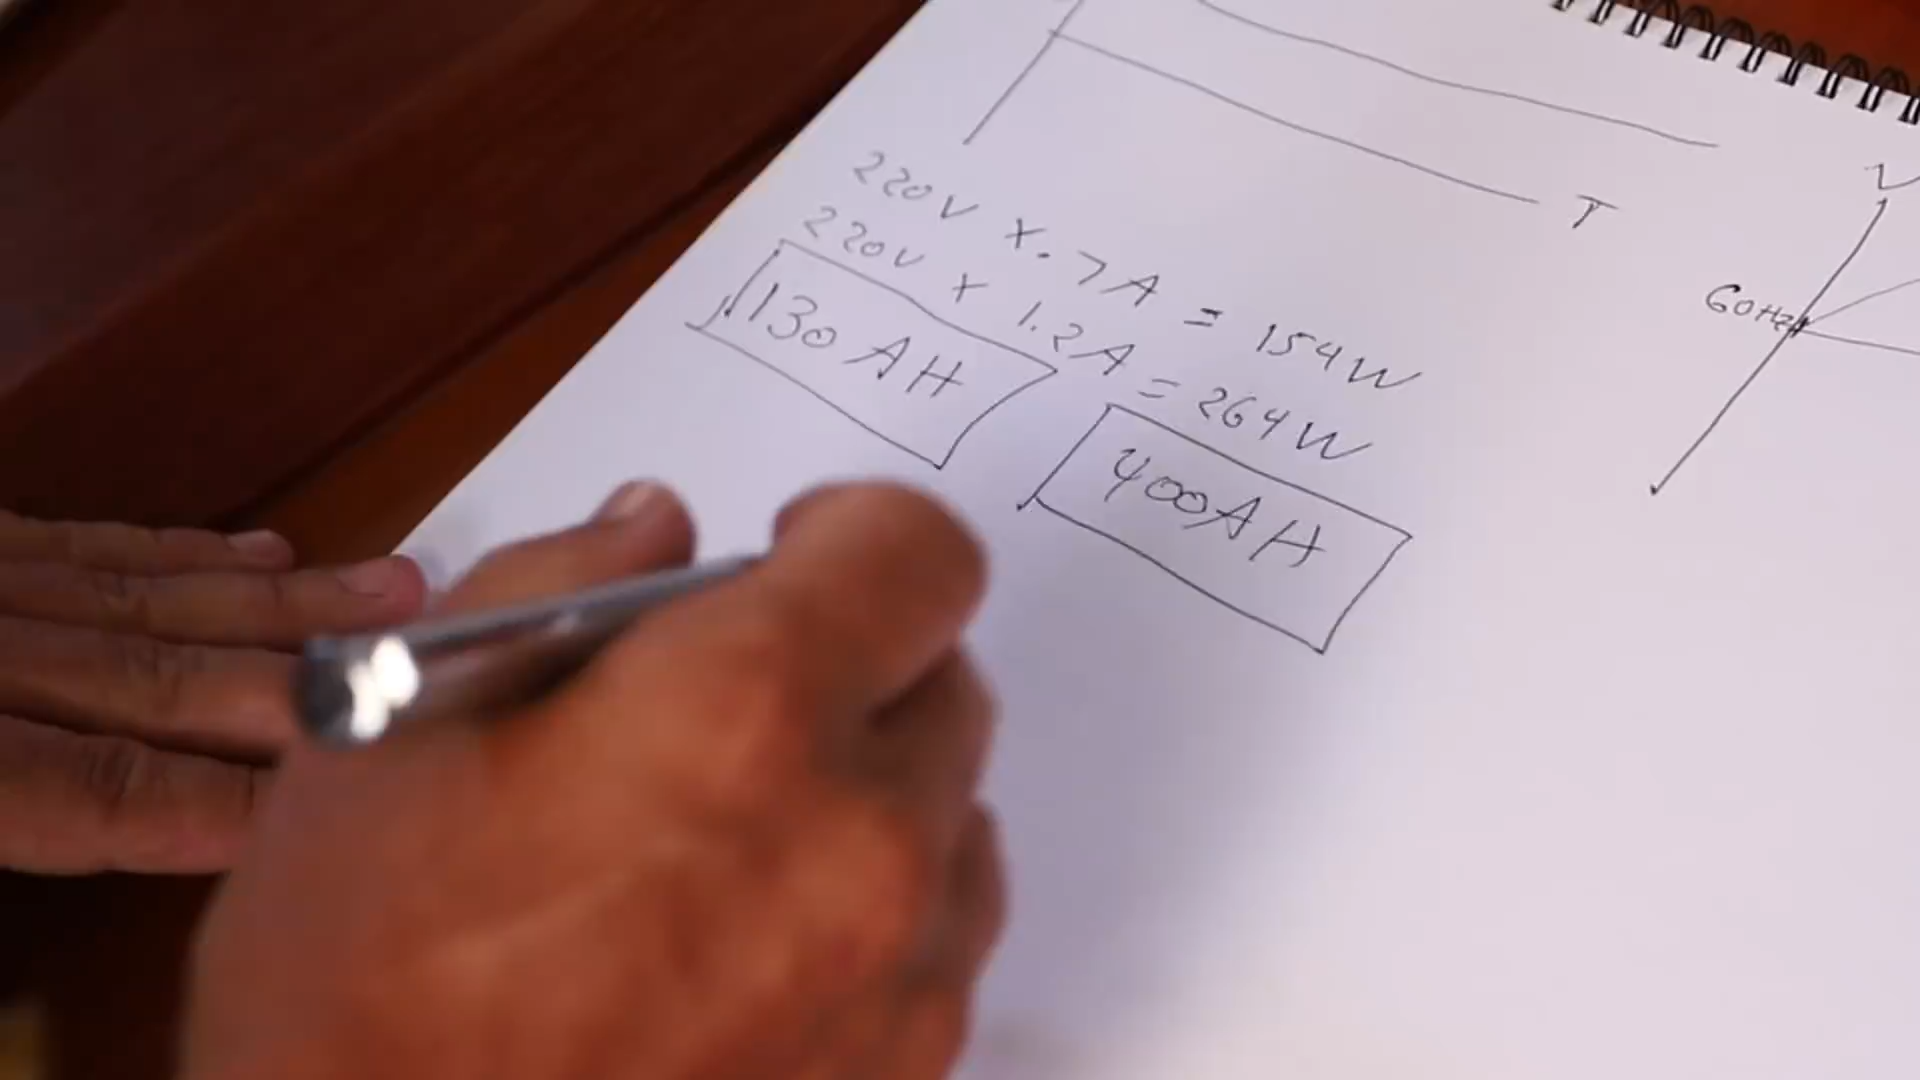 T
220V X .7A = 154W
220V X 1.2A = 264W
130 AH
400AH
V
60Hz